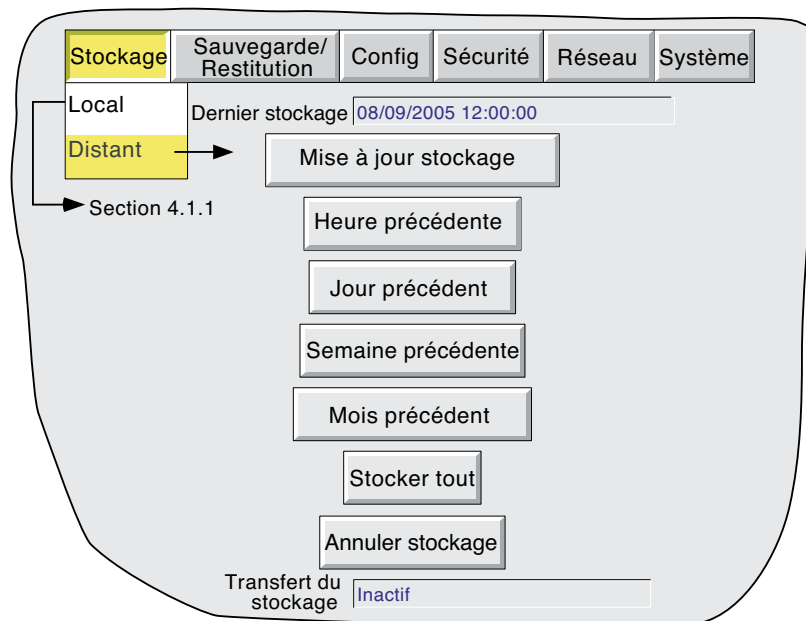 Stockage
Sauvegarde/
Restitution
Config
Sécurité
Réseau
Système
Local
Dernier stockage 08/09/2005 12:00:00
Distant
Mise à jour stockage
Section 4.1.1
Heure précédente
Jour précédent
Semaine précédente
Mois précédent
Stocker tout
Annuler stockage
Transfert du
stockage
Inactif